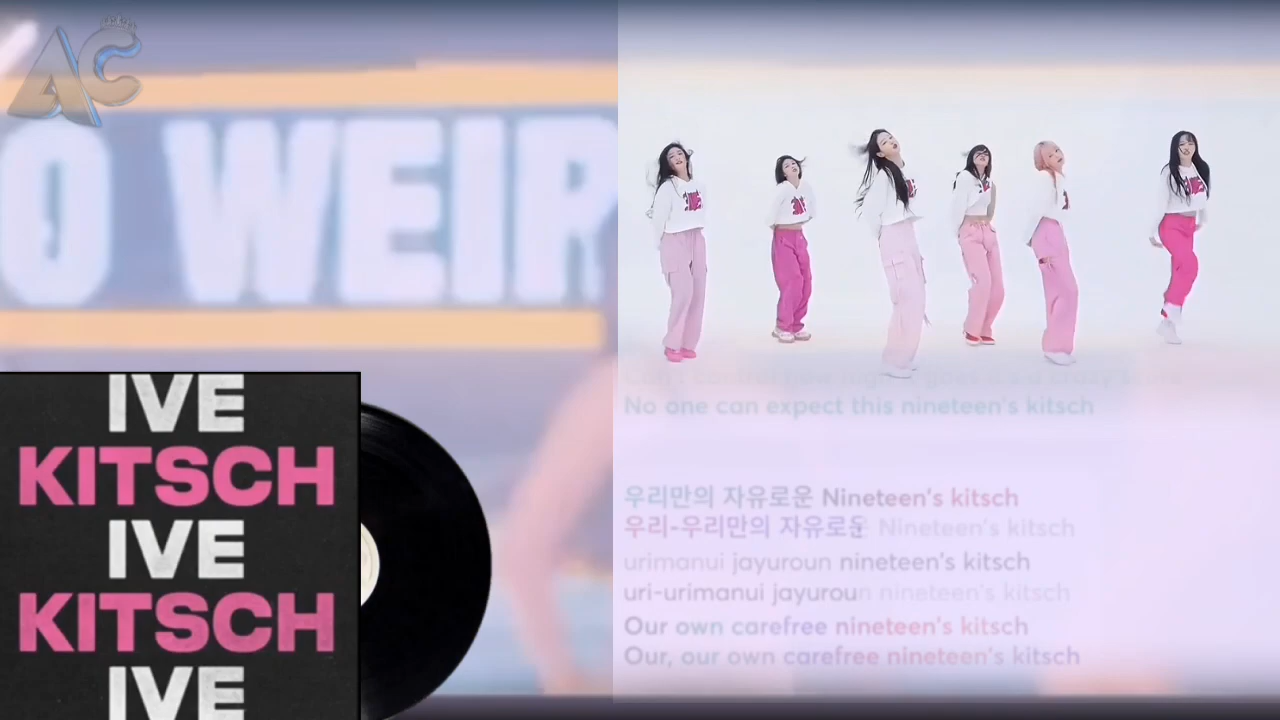 AC
O WEIR
IVE
KITSCH
IVE
KITSCH
IVE
No one can expect this nineteen's kitsch
우리만의 자유로운 Nineteen's kitsch
우리-우리만의 자유로운 Nineteen's kitsch
urimanui jayuroun nineteen's kitsch
uri-urimanui jayuroun nineteen's kitsch
Our own carefree nineteen's kitsch
Our, our own carefree nineteen's kitsch